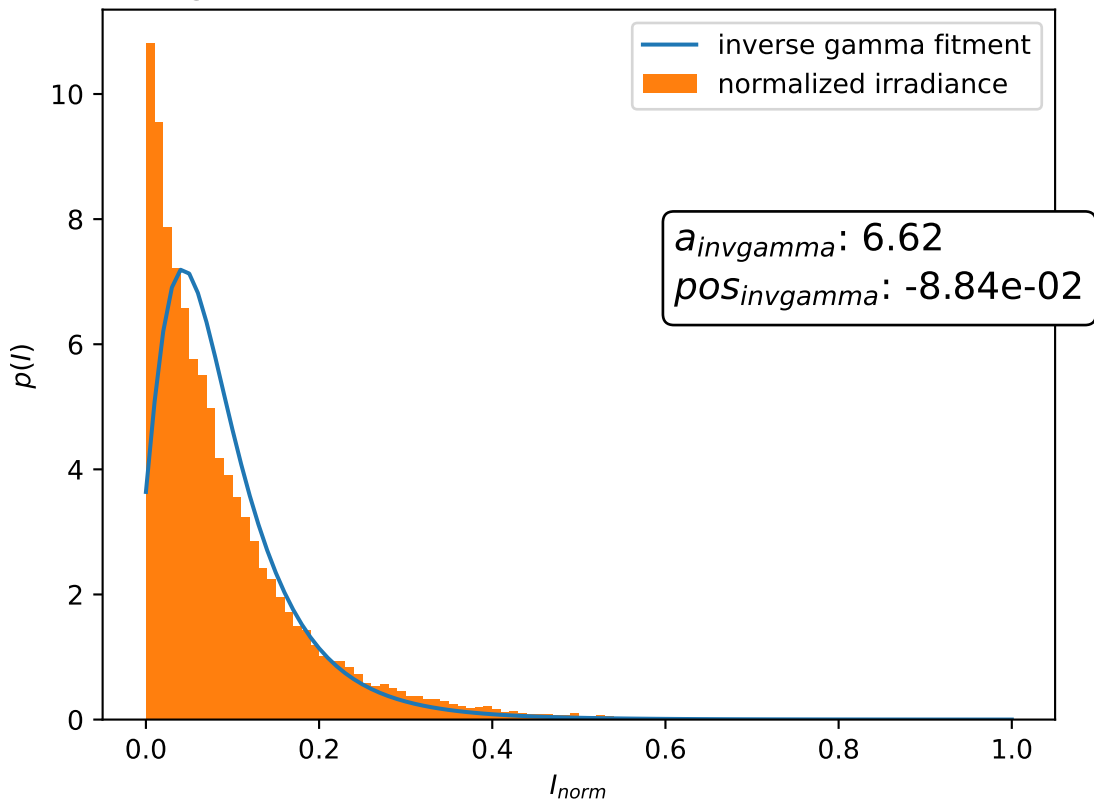 inverse gamma fitment
normalized irradiance
a_invgamma: 6.62
pos_invgamma: -8.84e-02
p(I)
10
8
6
4
2
0
0.0 0.2 0.4 0.6 0.8 1.0
I_norm